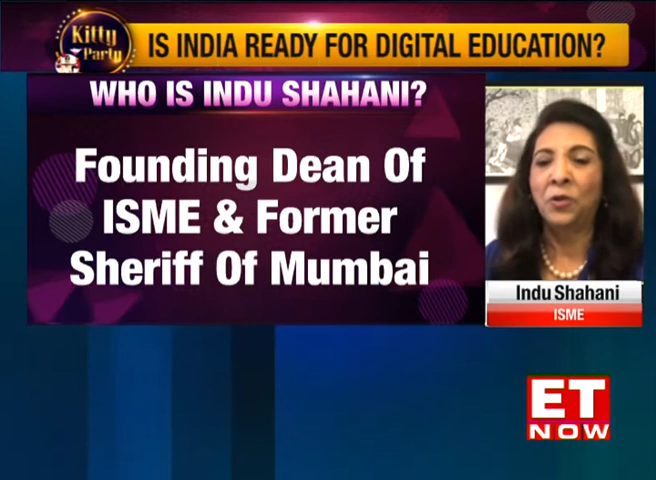 Kitty
Party
IS INDIA READY FOR DIGITAL EDUCATION?
WHO IS INDU SHAHANI?
Founding Dean Of
ISME & Former
Sheriff Of Mumbai
Indu Shahani
ISME
ET
NOW